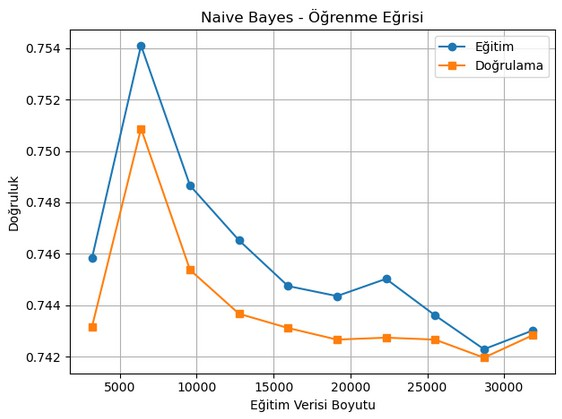 Naive Bayes - Öğrenme Eğrisi
Eğitim
Doğrulama
0.754
0.752
0.750
0.748
0.746
0.744
0.742
Doğruluk
5000 10000 15000 20000 25000 30000
Eğitim Verisi Boyutu